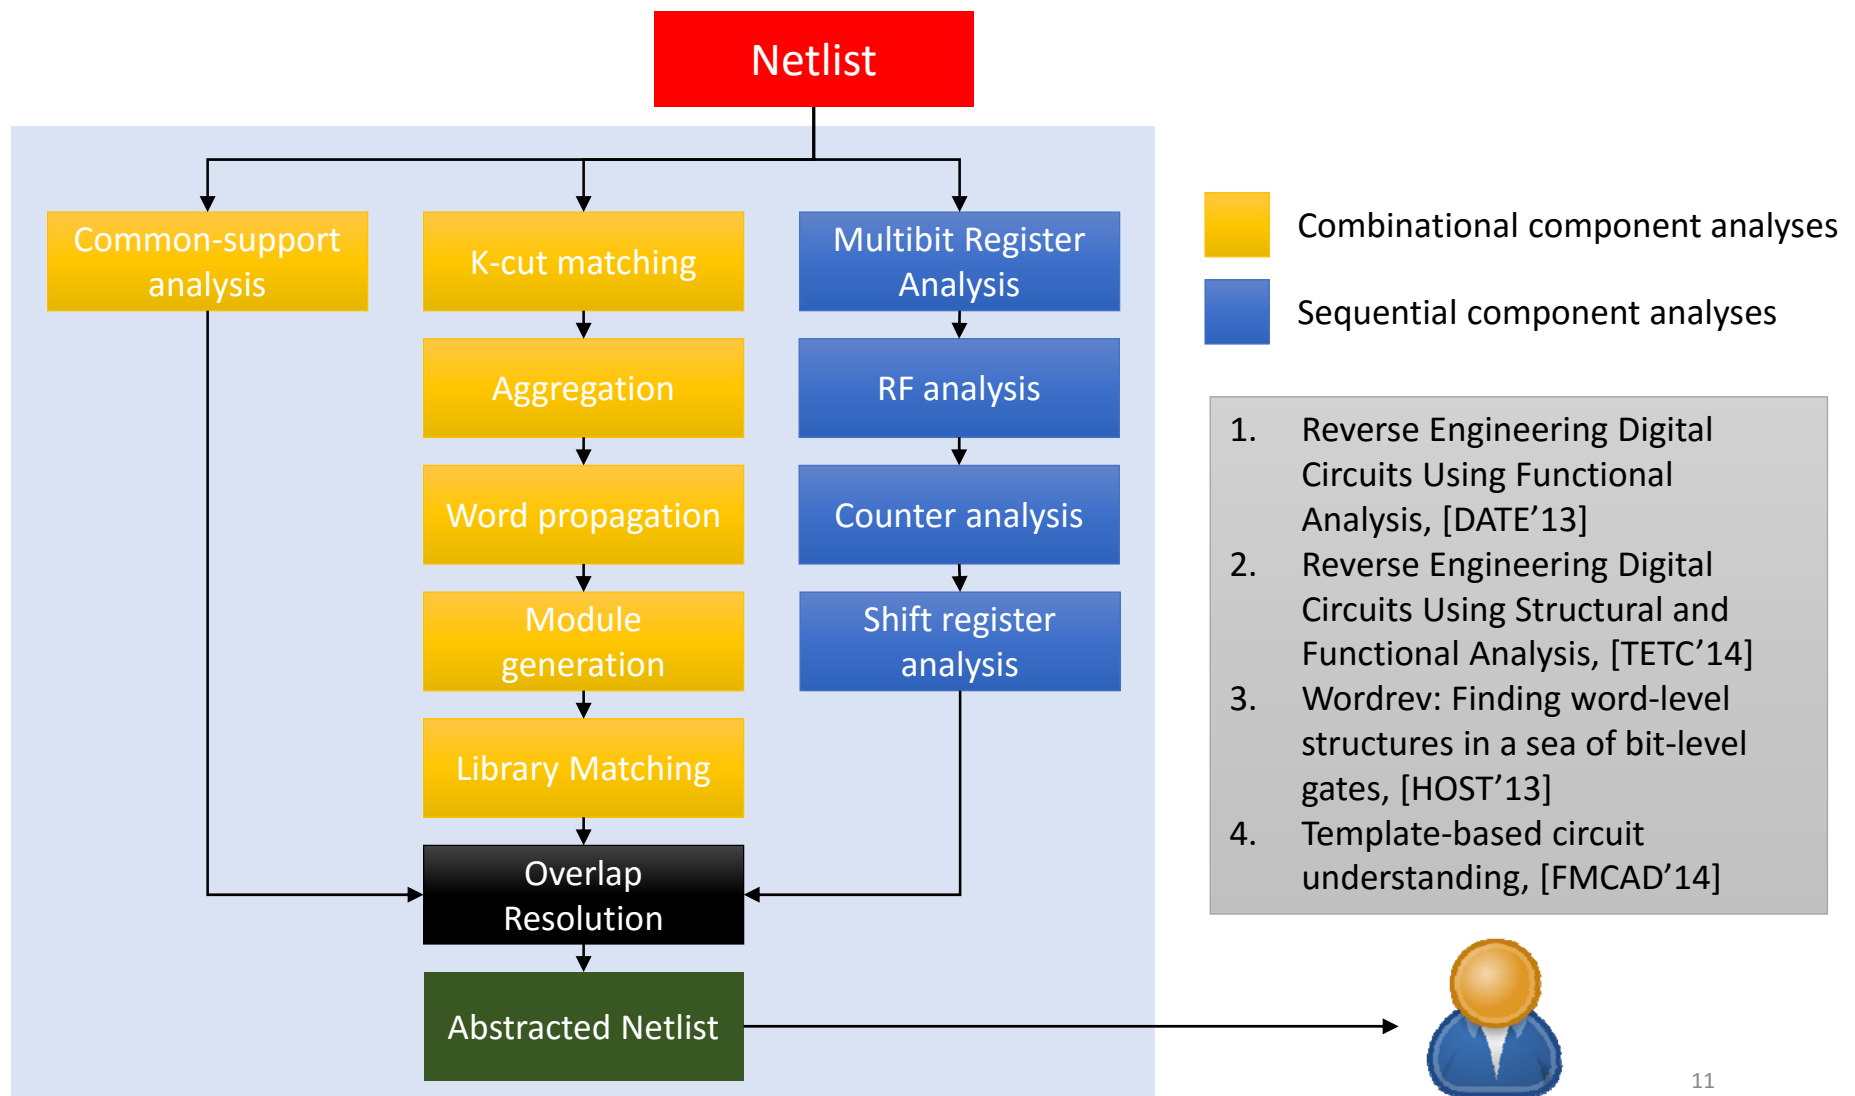 Netlist
Common-support
analysis
K-cut matching
Multibit Register
Analysis
Aggregation
RF analysis
Word propagation
Counter analysis
Module
generation
Shift register
analysis
Library Matching
Overlap
Resolution
Abstracted Netlist
Combinational component analyses
Sequential component analyses
1. Reverse Engineering Digital
Circuits Using Functional
Analysis, [DATE’13]
2. Reverse Engineering Digital
Circuits Using Structural and
Functional Analysis, [TETC’14]
3. Wordrev: Finding word-level
structures in a sea of bit-level
gates, [HOST’13]
4. Template-based circuit
understanding, [FMCAD’14]
11